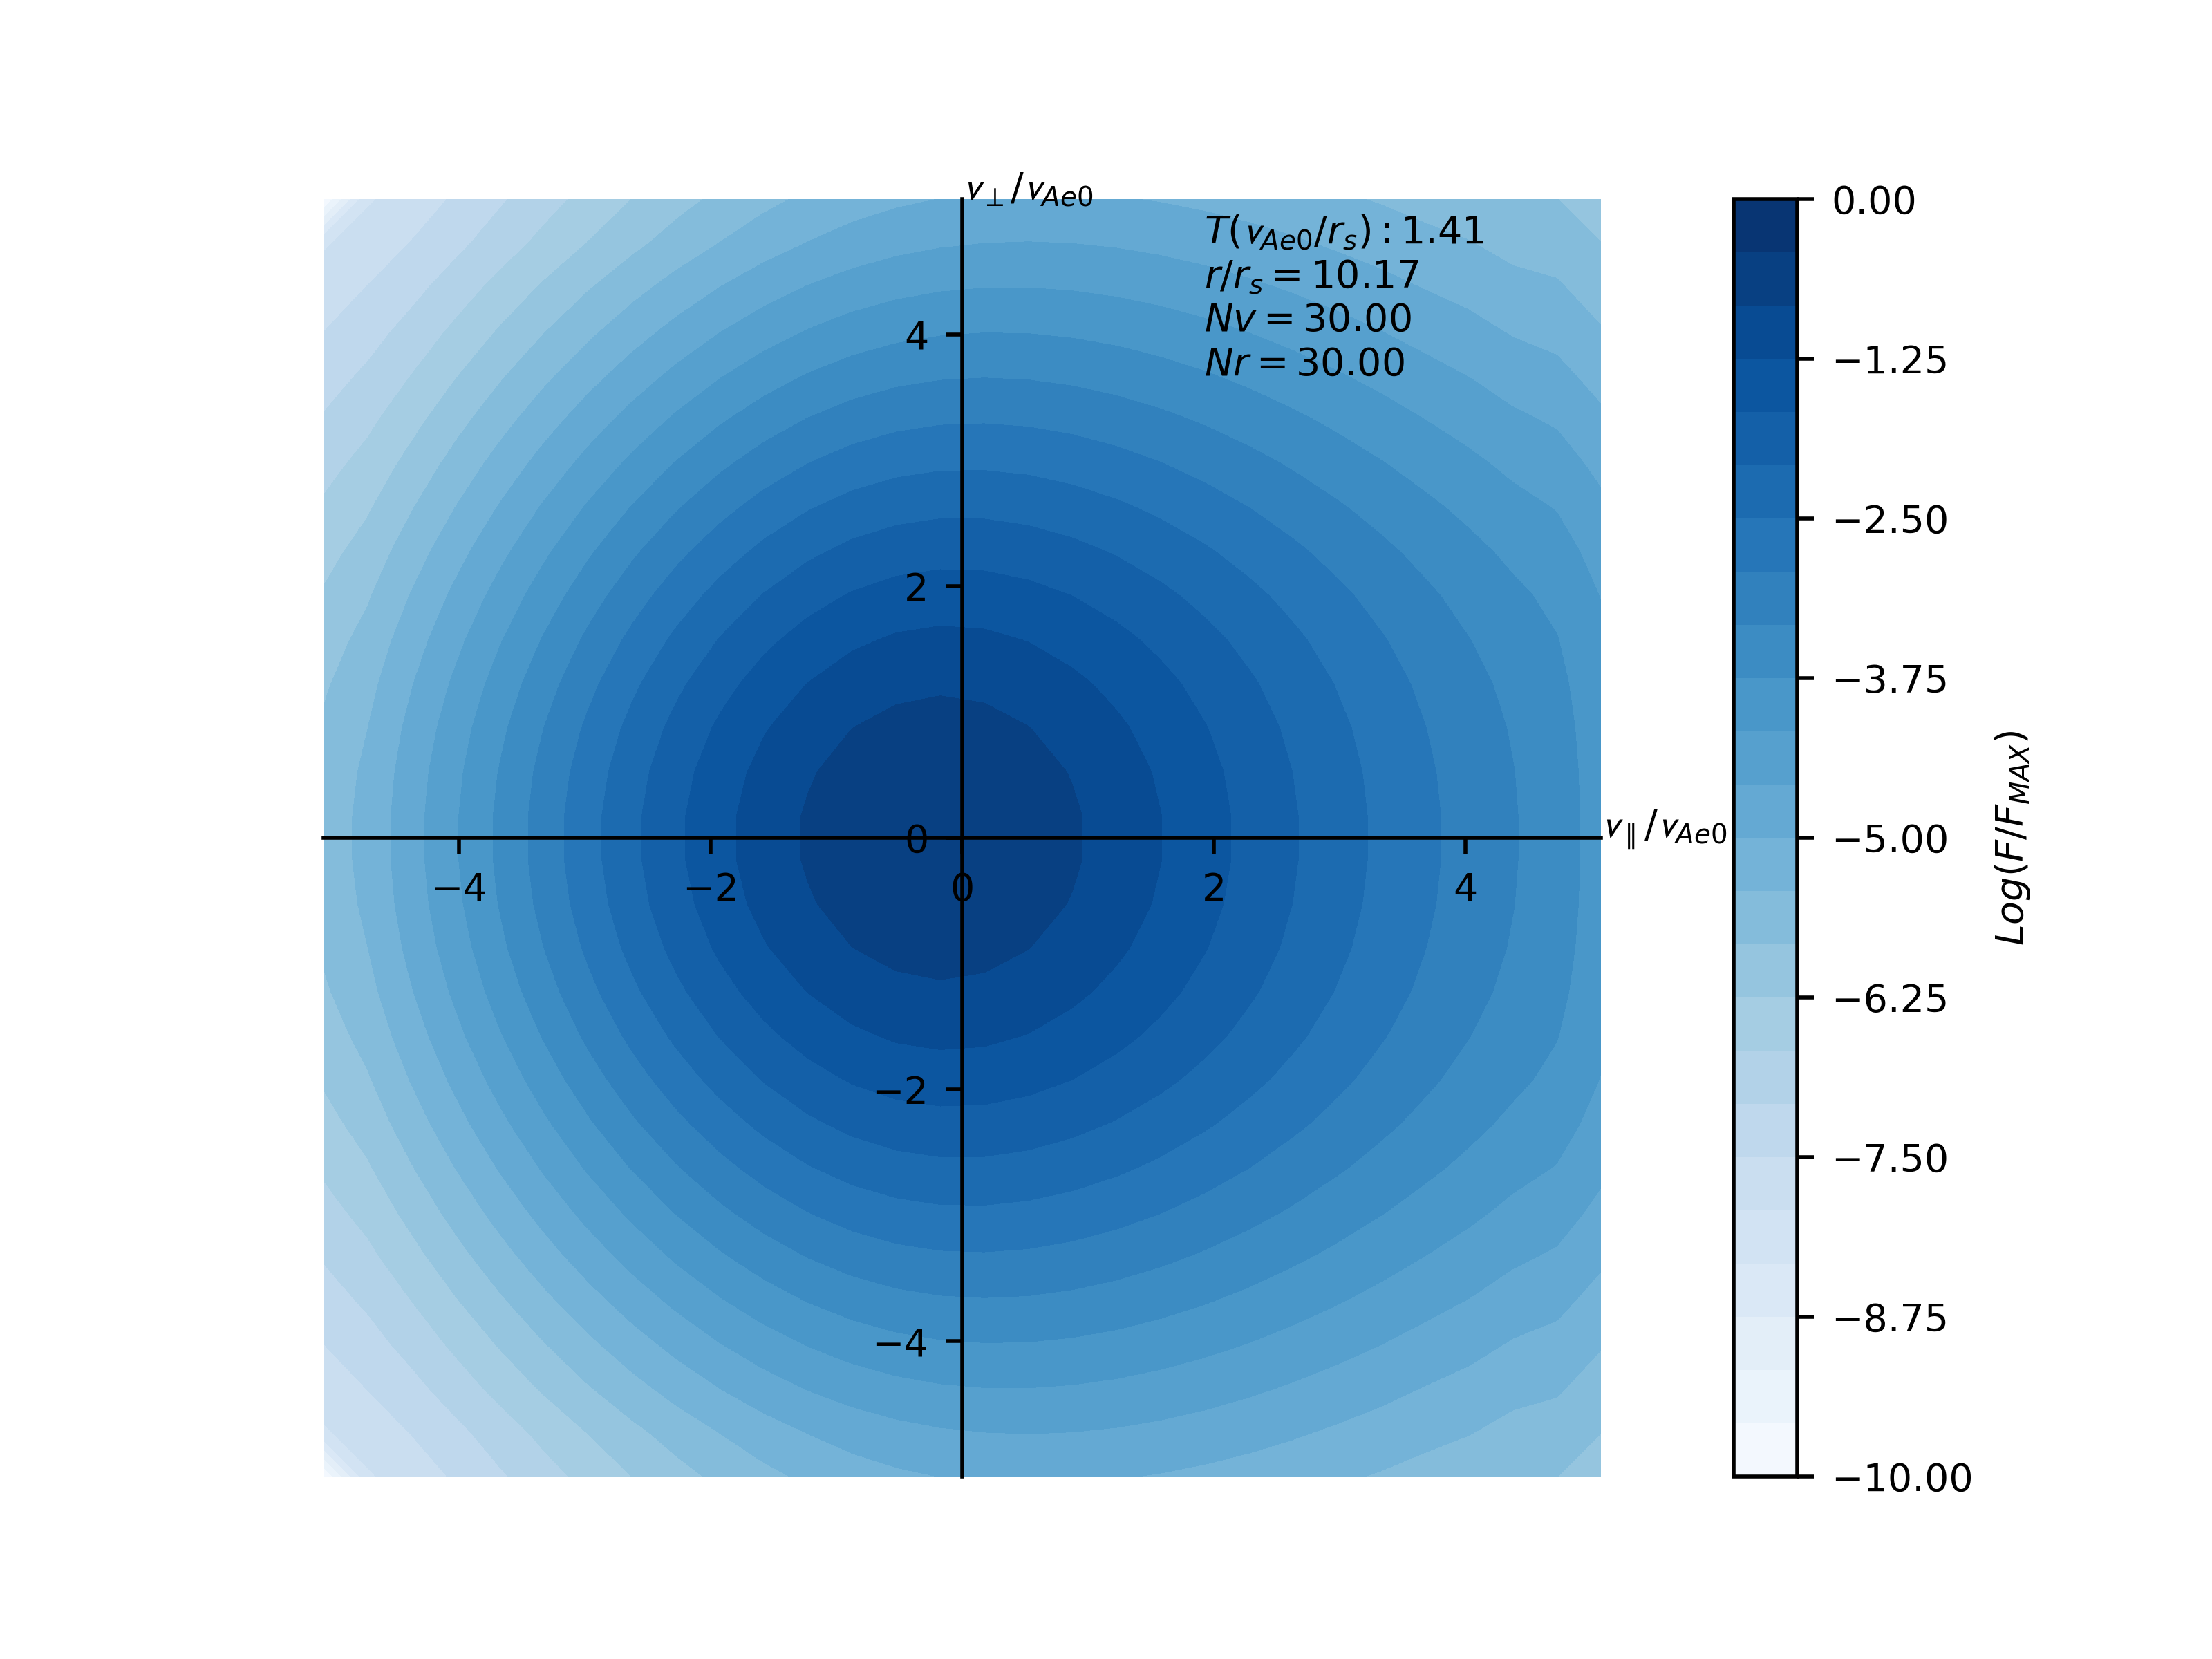 v⊥/vAe0
T(vAe0/rs) : 1.41
r/rs = 10.17
Nv = 30.00
Nr = 30.00
4
2
0
−2
−4
−4
−2
0
2
4
v∥/vAe0
0.00
−1.25
−2.50
−3.75
−5.00
−6.25
−7.50
−8.75
−10.00
Log(F/FMAX)